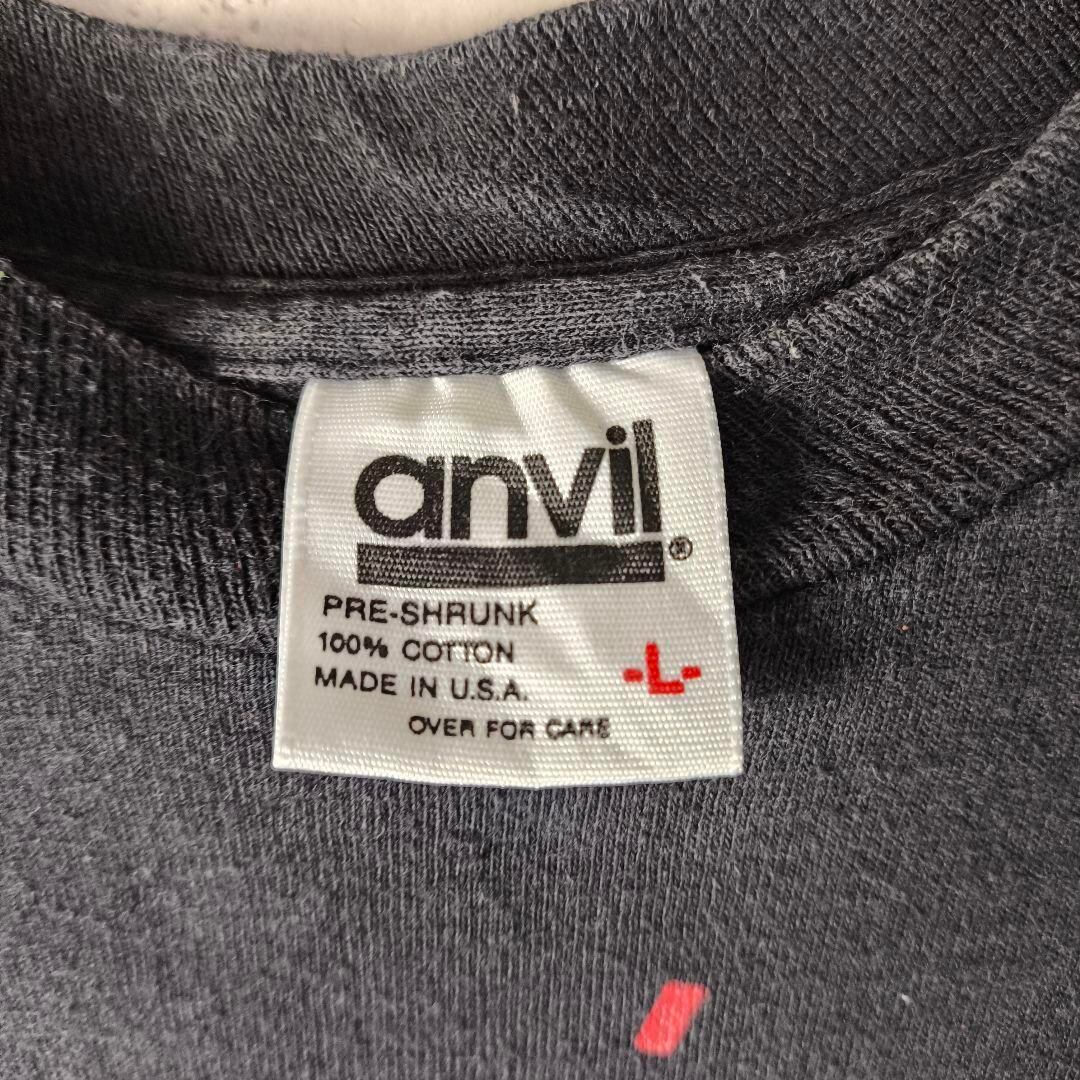 anvil®
PRE-SHRUNK
100% COTTON
MADE IN U.S.A.
-L-
OVER FOR CARE